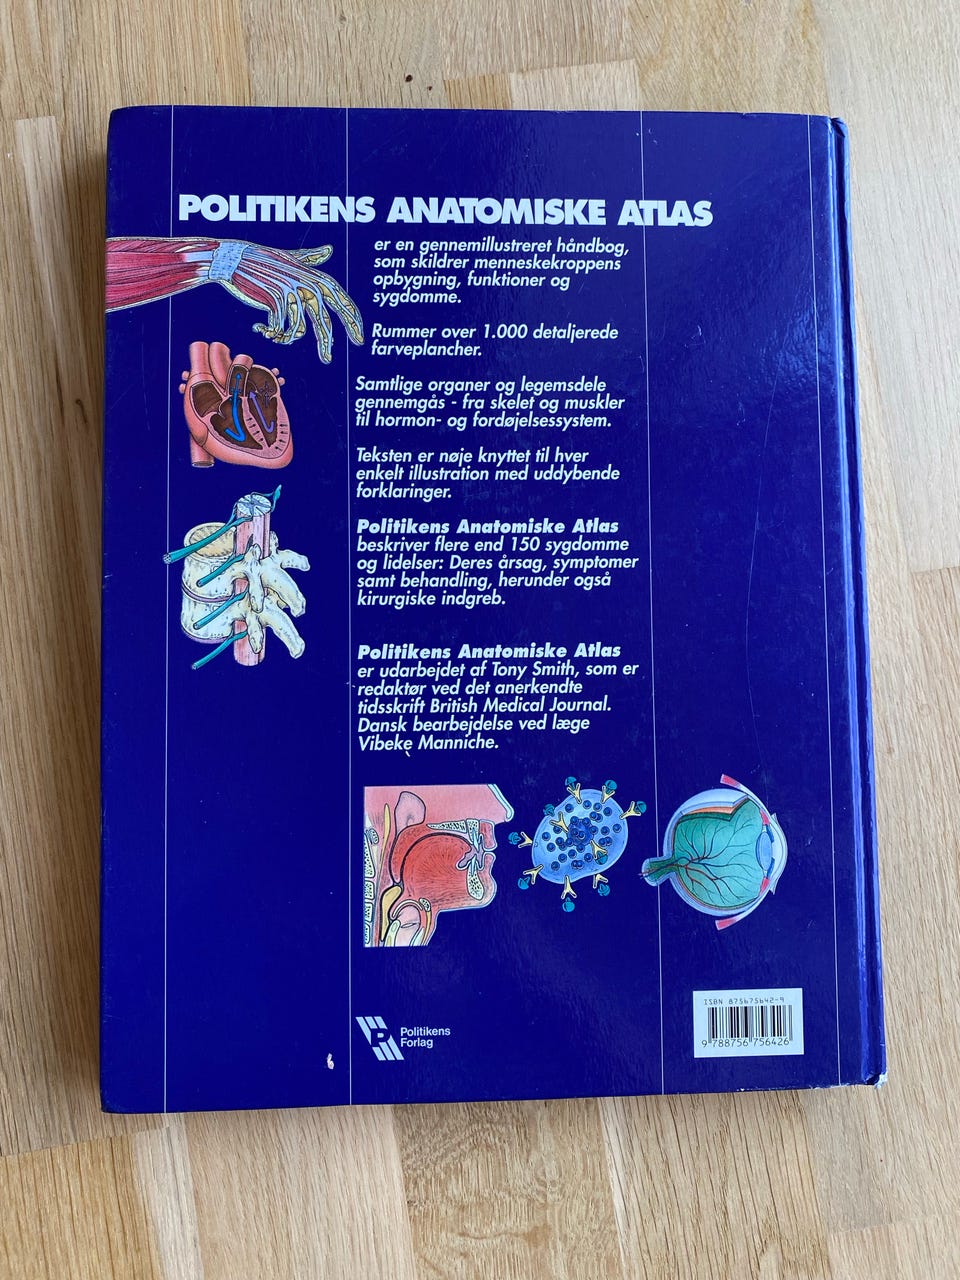 POLITIKENS ANATOMISKE ATLAS
er en gennemillustreret håndbog,
som skildrer menneskekroppens
opbygning, funktioner og
sygdomme.
Rummer over 1.000 detaljerede
farveplancher.
Samtlige organer og legemsdele
gennemgås - fra skelet og muskler
til hormon- og fordøjelsessystem.
Teksten er nøje knyttet til hver
enkelt illustration med uddybende
forklaringer.
Politikens Anatomiske Atlas
beskriver flere end 150 sygdomme
og lidelser: Deres årsag, symptomer
samt behandling, herunder også
kirurgiske indgreb.
Politikens Anatomiske Atlas
er udarbejdet af Tony Smith, som er
redaktør ved det anerkendte
tidsskrift British Medical Journal.
Dansk bearbejdelse ved læge
Vibeke Manniche.
P
Politikens
Forlag
ISBN 875675642-9
9 788756 756426